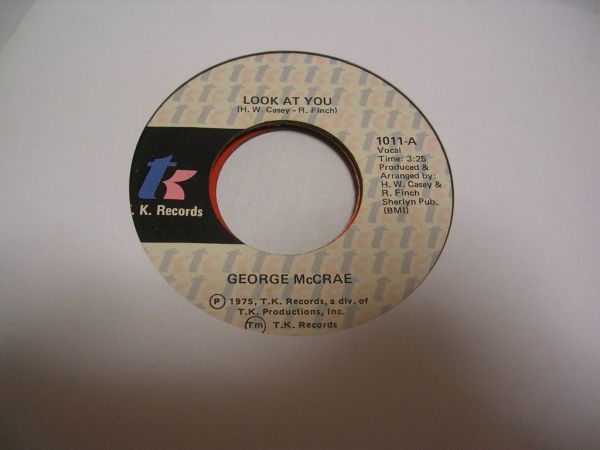 LOOK AT YOU
(H. W. Casey - R. Finch)
1011-A
Vocal
Time: 3:25
Produced &
Arranged by:
H. W. Casey &
R. Finch
Sherlyn Pub.
(BMI)
tk
. K. Records
GEORGE McCRAE
Ⓟ 1975, T.K. Records, a div. of
T.K. Productions, Inc.
Tm T.K. Records